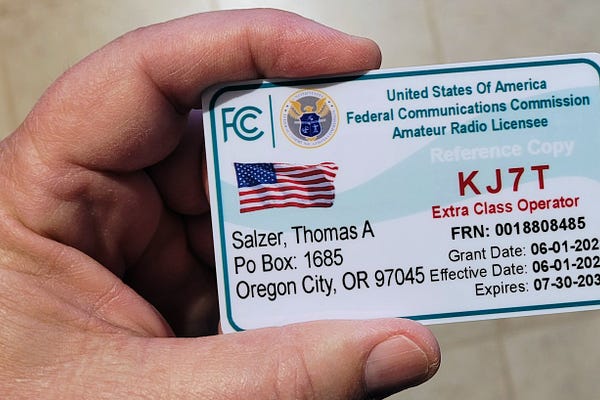 FCC
United States Of America
Federal Communications Commission
Amateur Radio Licensee
Reference Copy
KJ7T
Extra Class Operator
FRN: 0018808485
Salzer, Thomas A
Po Box: 1685
Oregon City, OR 97045
Grant Date: 06-01-202
Effective Date: 06-01-202
Expires: 07-30-203